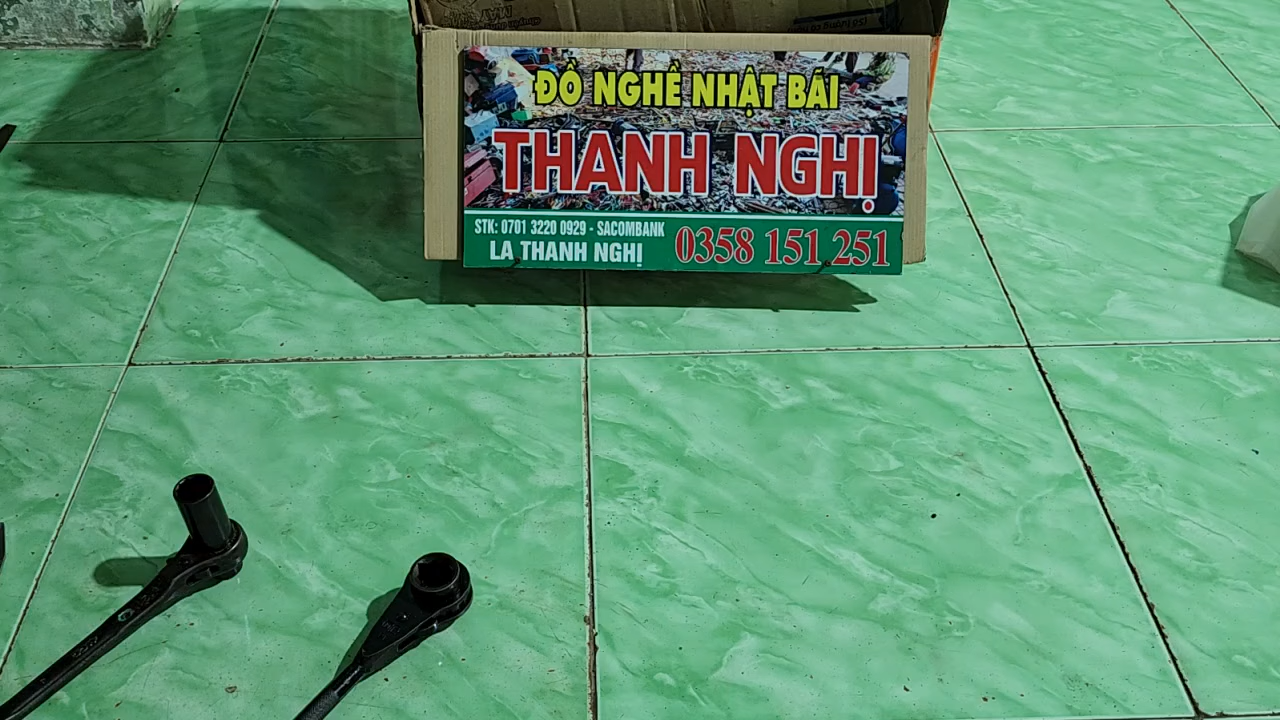 ĐỒ NGHỀ NHẬT BÃI
THANH NGHỊ
STK: 0701 3220 0929 - SACOMBANK
LA THANH NGHỊ
0358 151 251